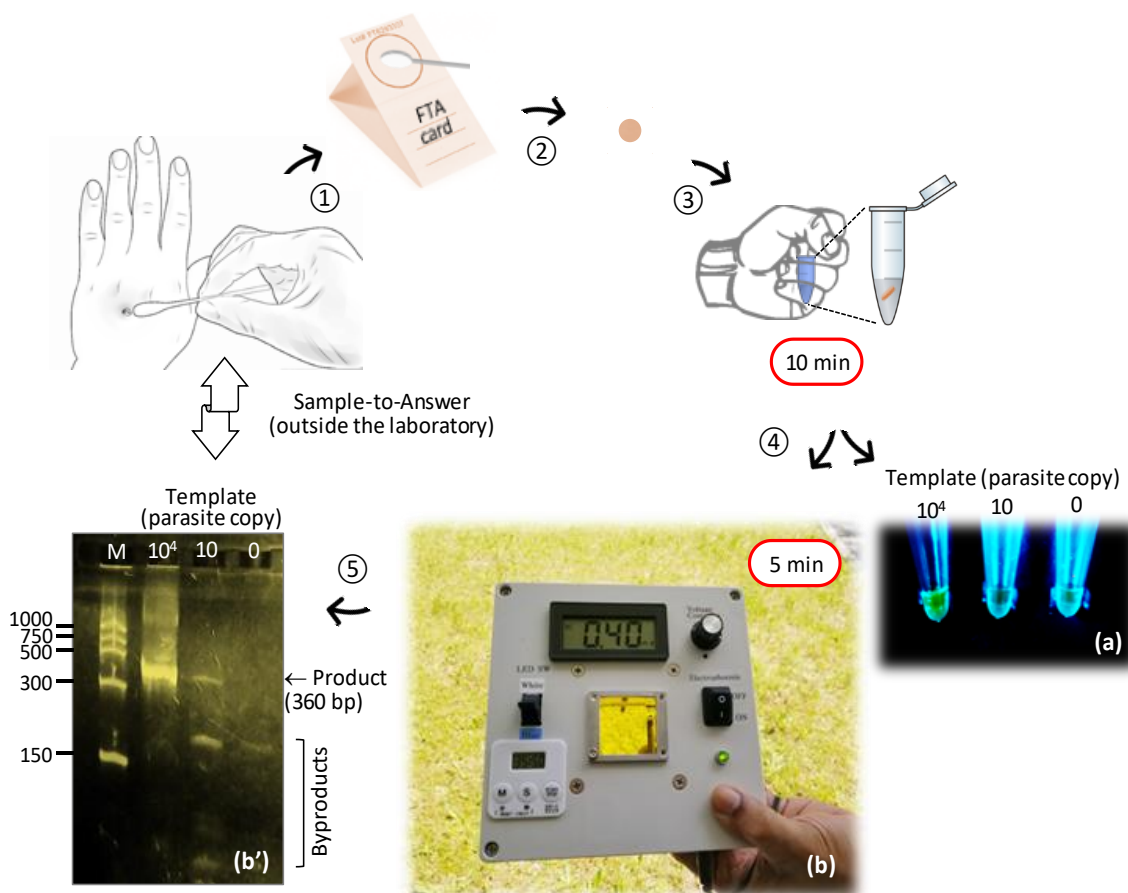 FTA
card
①
②
③
10 min
Sample-to-Answer
(outside the laboratory)
④
Template (parasite copy)
10⁴ 10 0
(a)
Template
(parasite copy)
M 10⁴ 10 0
1000
750
500
300
150
← Product
(360 bp)
Byproducts
(b')
⑤
5 min
0.40
LED SW
White
OFF
ON
M S
(b)